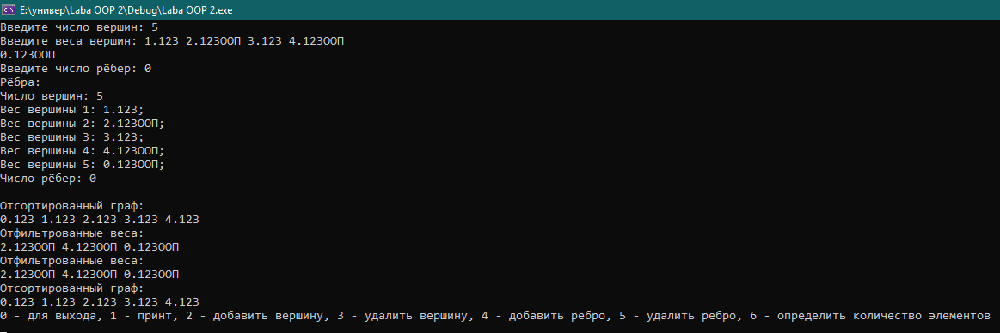 E:\универ\Laba OOP 2\Debug\Laba OOP 2.exe
Введите число вершин: 5
Введите веса вершин: 1.123 2.123ООП 3.123 4.123ООП
0.123ООП
Введите число рёбер: 0
Рёбра:
Число вершин: 5
Вес вершины 1: 1.123;
Вес вершины 2: 2.123ООП;
Вес вершины 3: 3.123;
Вес вершины 4: 4.123ООП;
Вес вершины 5: 0.123ООП;
Число рёбер: 0
Отсортированный граф:
0.123 1.123 2.123 3.123 4.123
Отфильтрованные веса:
2.123ООП 4.123ООП 0.123ООП
Отфильтрованные веса:
2.123ООП 4.123ООП 0.123ООП
Отсортированный граф:
0.123 1.123 2.123 3.123 4.123
0 - для выхода, 1 - принт, 2 - добавить вершину, 3 - удалить вершину, 4 - добавить ребро, 5 - удалить ребро, 6 - определить количество элементов